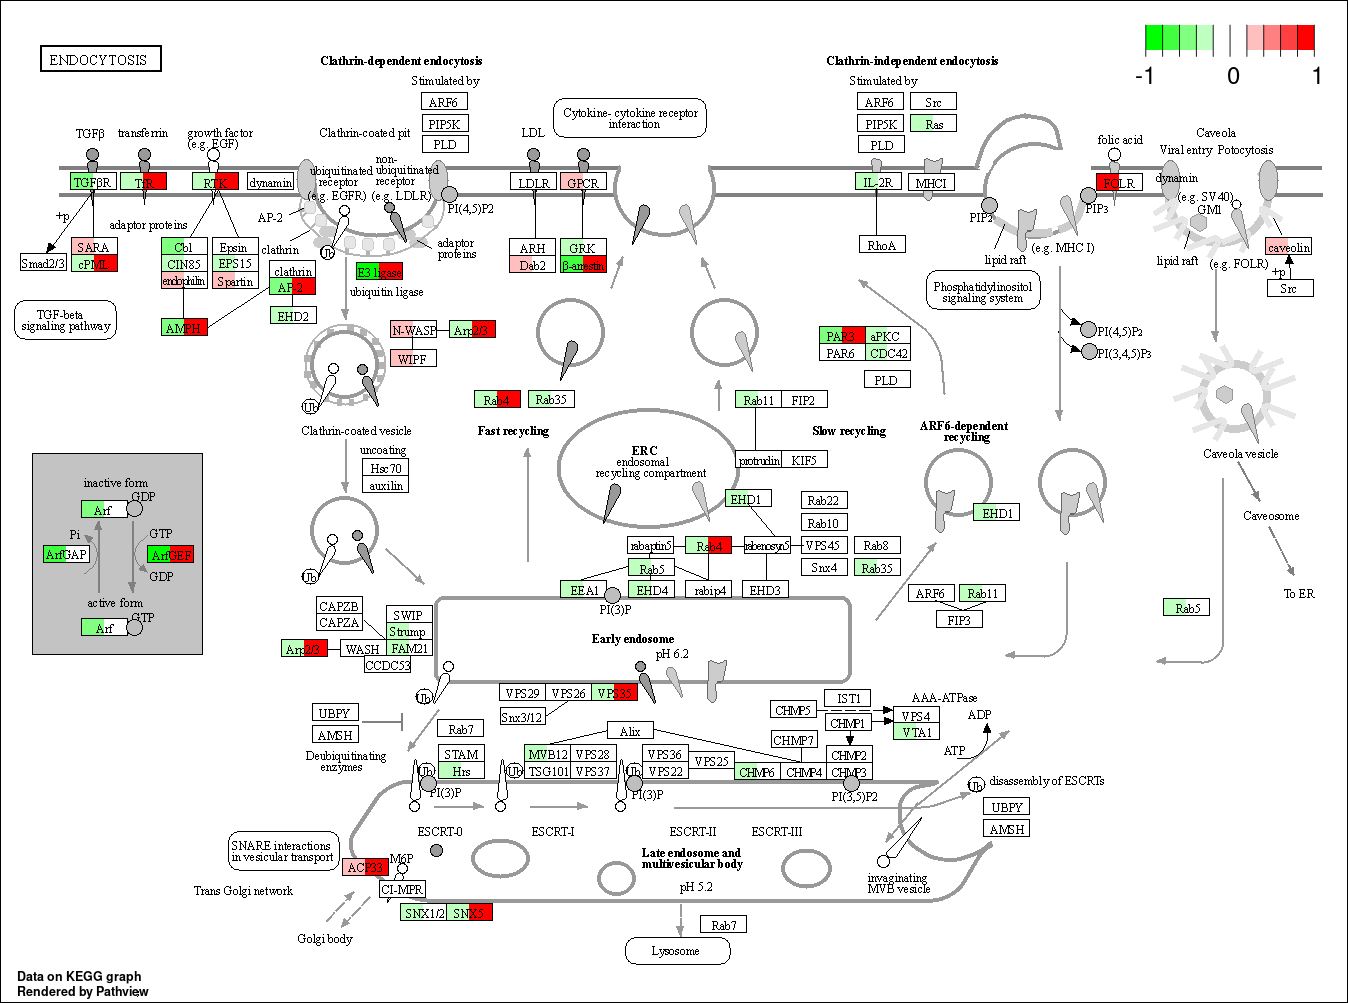 ENDOCYTOSIS
-1
0
1
Clathrin-dependent endocytosis
Stimulated by
ARF6
PIP5K
PLD
Clathrin-independent endocytosis
Stimulated by
ARF6
Src
PIP5K
Ras
PLD
Cytokine- cytokine receptor
interaction
TGFβ
transferrin
growth factor
(e.g. EGF)
Clathrin-coated pit
LDL
folic acid
Caveola
Viral entry
Potocytosis
TGFβR
TfR
RTK
dynamin
ubiquitinated
receptor
(e.g. EGFR)
non-
ubiquitinated
receptor
(e.g. LDLR)
LDLR
GPCR
IL-2R
MHCI
FOLR
dynamin
(e.g. SV40)
GM1
PI(4,5)P2
PIP2
PIP3
+p
adaptor proteins
AP-2
clathrin
Ub
adaptor
proteins
Smad2/3
SARA
cPML
Cbl
CIN85
endophilin
Epsin
EPS15
Spartin
clathrin
AP-2
EHD2
AMPH
E3 ligase
ubiquitin ligase
ARH
Dab2
GRK
β-arrestin
RhoA
lipid raft
(e.g. MHC I)
lipid raft
(e.g. FOLR)
caveolin
+p
Src
TGF-beta
signaling pathway
Phosphatidylinositol
signaling system
N-WASP
Arp2/3
WIPF
PI(4,5)P2
PI(3,4,5)P3
PAR3
aPKC
PAR6
CDC42
PLD
Ub
Rab4
Rab35
Rab11
FIP2
Clathrin-coated vesicle
Fast recycling
Slow recycling
ARF6-dependent
recycling
uncoating
Hsc70
auxilin
ERC
endosomal
recycling compartment
protrudin
KIF5
Caveola vesicle
inactive form
GDP
Arf
Pi
GTP
ArfGAP
ArfGEF
GDP
active form
GTP
Arf
EHD1
Rab22
Rab10
EHD1
Caveosome
rabaptin5
Rab4
rabenosyn5
VPS45
Rab8
Rab5
Snx4
Rab35
Ub
EEA1
EHD4
rabip4
EHD3
PI(3)P
ARF6
Rab11
FIP3
To ER
Rab5
CAPZB
CAPZA
SWIP
Strump
Arp2/3
WASH
FAM21
CCDC53
Early endosome
pH 6.2
Ub
VPS29
VPS26
VPS35
Snx3/12
UBPY
AMSH
Deubiquitinating
enzymes
Rab7
STAM
Hrs
Alix
MVB12
VPS28
TSG101
VPS37
VPS36
VPS22
VPS25
CHMP5
IST1
CHMP1
CHMP7
CHMP2
CHMP6
CHMP4
CHMP3
AAA-ATPase
VPS4
VTA1
ADP
ATP
Ub
Ub
Ub
PI(3)P
PI(3)P
PI(3,5)P2
Ub
disassembly of ESCRTs
UBPY
AMSH
ESCRT-0
ESCRT-I
ESCRT-II
ESCRT-III
SNARE interactions
in vesicular transport
ACP33
M6P
CI-MPR
Late endosome and
multivesicular body
pH 5.2
invaginating
MVB vesicle
Trans Golgi network
SNX1/2
SNX5
Golgi body
Rab7
Lysosome
Data on KEGG graph
Rendered by Pathview